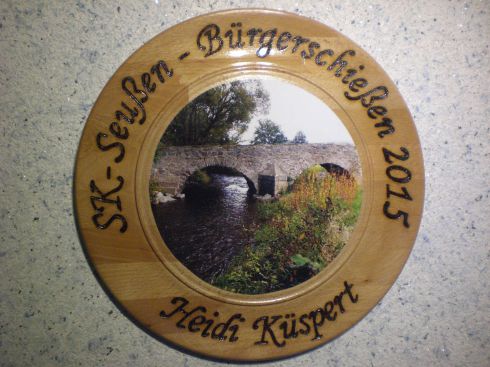 SK-Seußen - Bürgerschießen 2015
Heidi Küspert